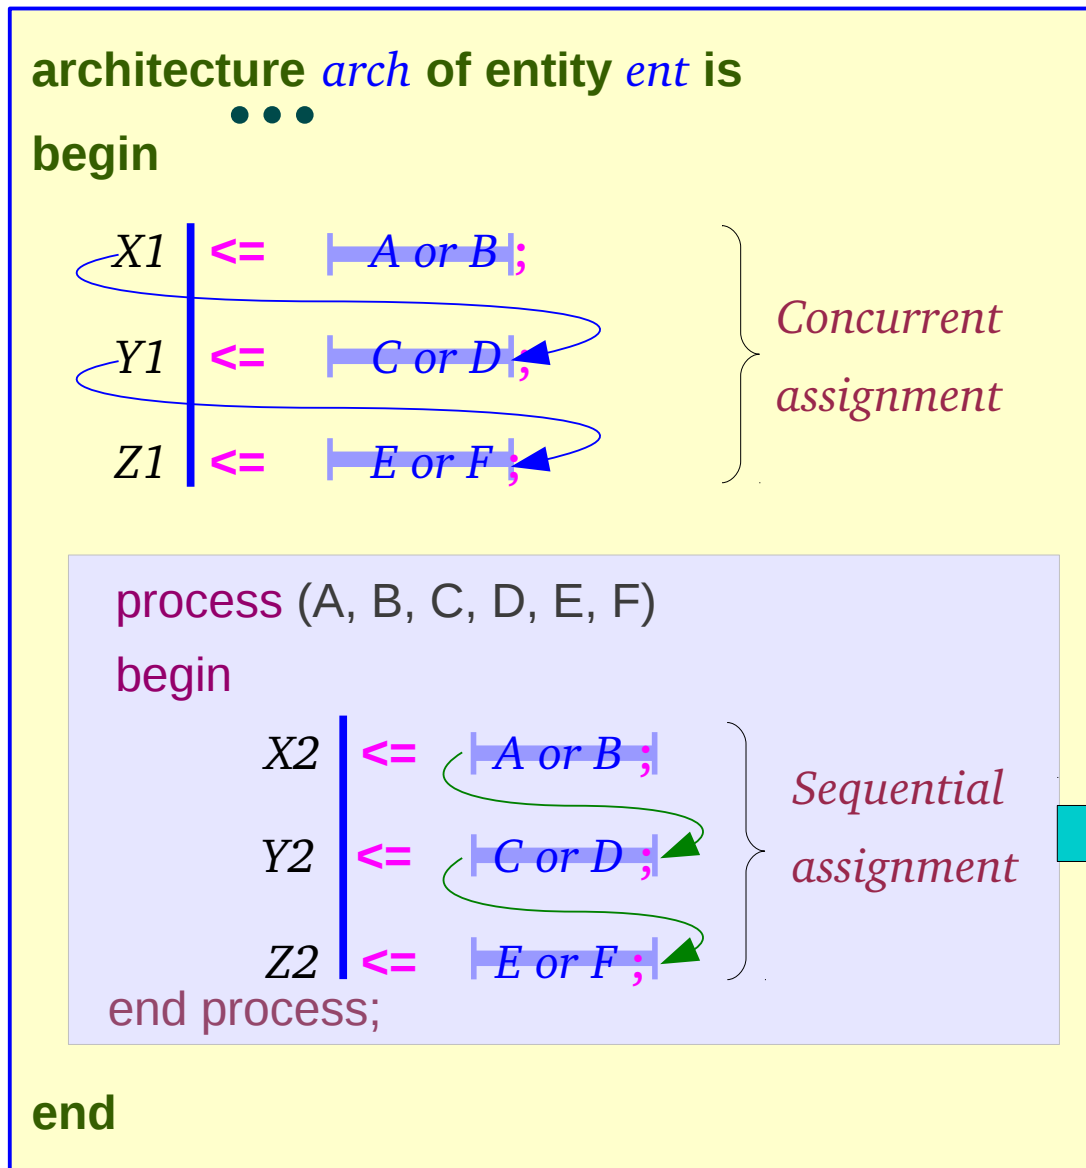 architecture arch of entity ent is
● ● ●
begin
X1 <= A or B ;
Y1 <= C or D ;
Z1 <= E or F ;
Concurrent
assignment
process (A, B, C, D, E, F)
begin
X2 <= A or B ;
Y2 <= C or D ;
Z2 <= E or F ;
Sequential
assignment
end process;
end